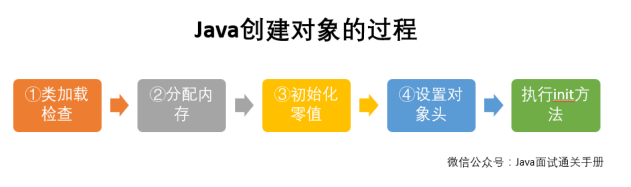 Java创建对象的过程
①类加载
检查
②分配内
存
③初始化
零值
④设置对
象头
执行init方
法
微信公众号：Java面试通关手册